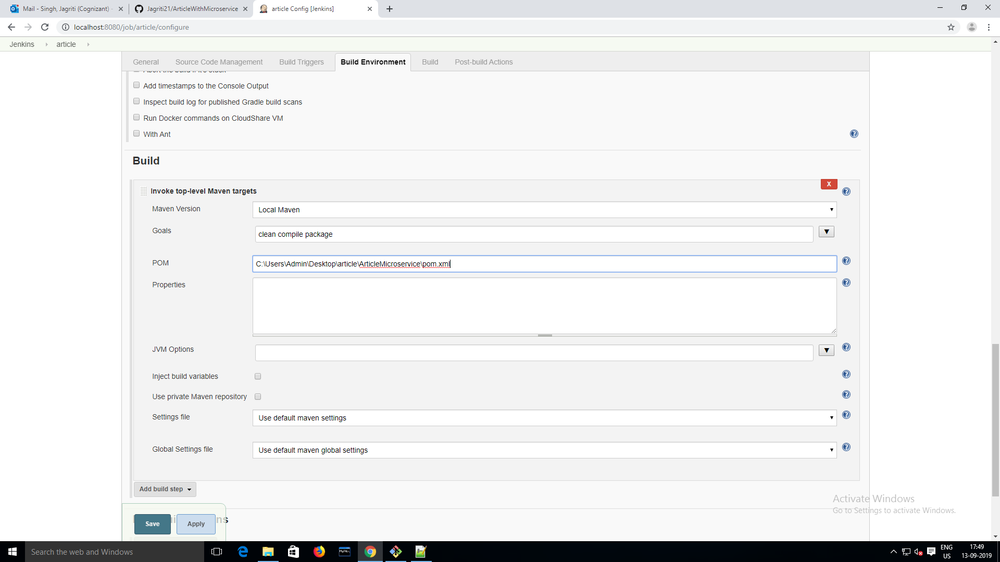 Mail - Singh, Jagriti (Cognizant) -
Jagriti21/ArticleWithMicroservice
article Config [Jenkins]
localhost:8080/job/article/configure
Jenkins
article
General
Source Code Management
Build Triggers
Build Environment
Build
Post-build Actions
Abort the build if it's stuck
Add timestamps to the Console Output
Inspect build log for published Gradle build scans
Run Docker commands on CloudShare VM
With Ant
Build
X
Invoke top-level Maven targets
Maven Version
Local Maven
Goals
clean compile package
POM
C:\Users\Admin\Desktop\article\ArticleMicroservice\pom.xml
Properties
JVM Options
Inject build variables
Use private Maven repository
Settings file
Use default maven settings
Global Settings file
Use default maven global settings
Add build step
Activate Windows
Go to Settings to activate Windows.
Save
Apply
Search the web and Windows
ENG
US
17:49
13-09-2019